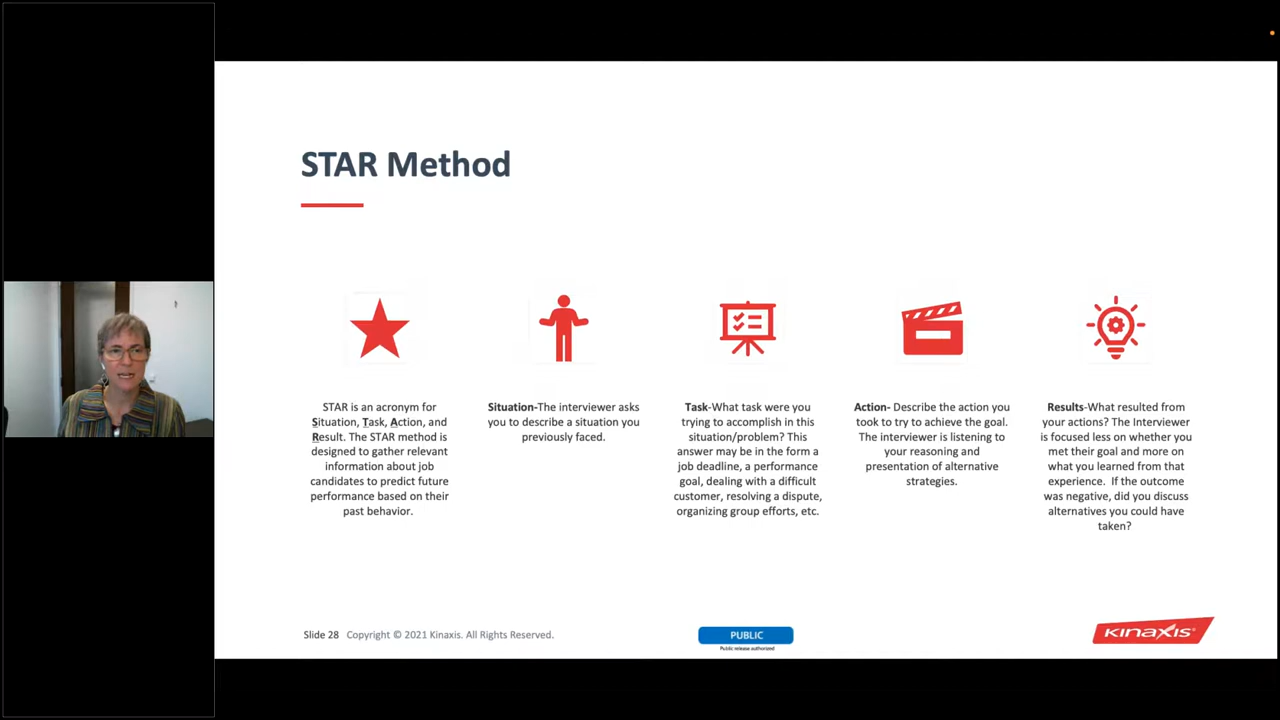 STAR Method
STAR is an acronym for
Situation, Task, Action, and
Result. The STAR method is
designed to gather relevant
information about job
candidates to predict future
performance based on their
past behavior.
Situation-The interviewer asks
you to describe a situation you
previously faced.
Task-What task were you
trying to accomplish in this
situation/problem? This
answer may be in the form a
job deadline, a performance
goal, dealing with a difficult
customer, resolving a dispute,
organizing group efforts, etc.
Action- Describe the action you
took to try to achieve the goal.
The interviewer is listening to
your reasoning and
presentation of alternative
strategies.
Results-What resulted from
your actions? The Interviewer
is focused less on whether you
met their goal and more on
what you learned from that
experience. If the outcome
was negative, did you discuss
alternatives you could have
taken?
Slide 28 Copyright © 2021 Kinaxis. All Rights Reserved.
PUBLIC
Public release authorized
Kinaxis®